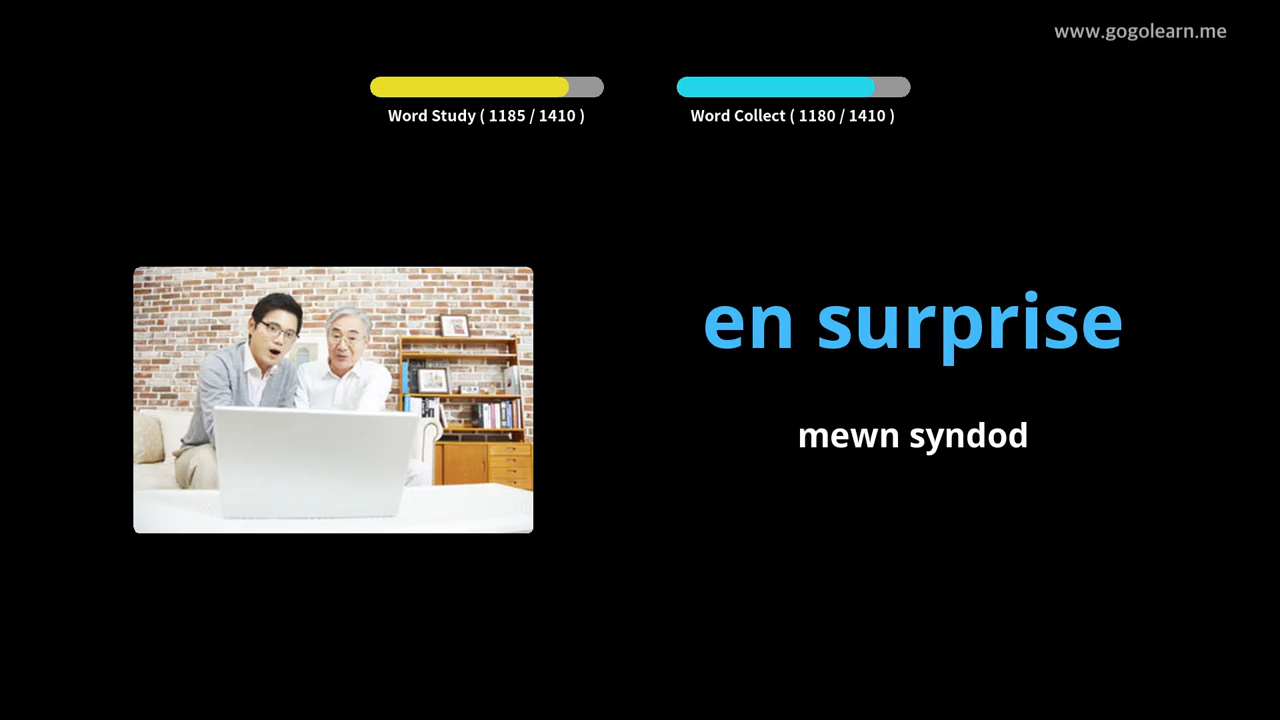 www.gogolearn.me
Word Study ( 1185 / 1410 )
Word Collect ( 1180 / 1410 )
en surprise
mewn syndod